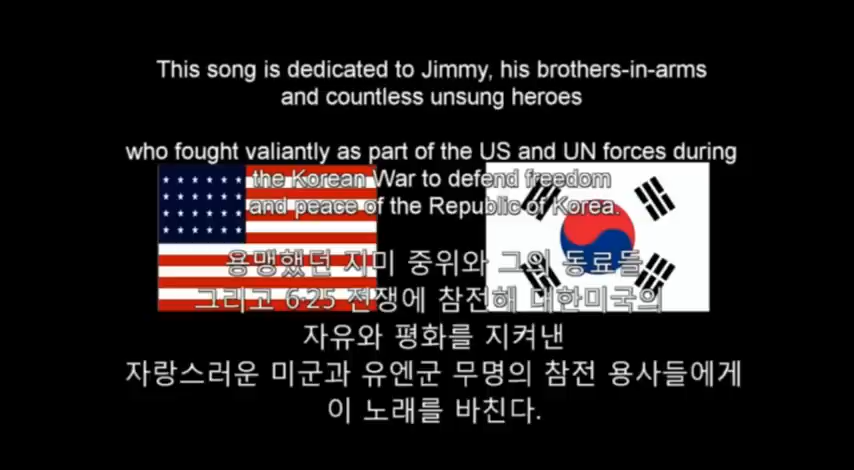 This song is dedicated to Jimmy, his brothers-in-arms
and countless unsung heroes
who fought valiantly as part of the US and UN forces during
the Korean War to defend freedom
and peace of the Republic of Korea.
용맹했던 지미 중위와 그의 동료들
그리고 6·25 전쟁에 참전해 대한미국의
자유와 평화를 지켜낸
자랑스러운 미군과 유엔군 무명의 참전 용사들에게
이 노래를 바친다.